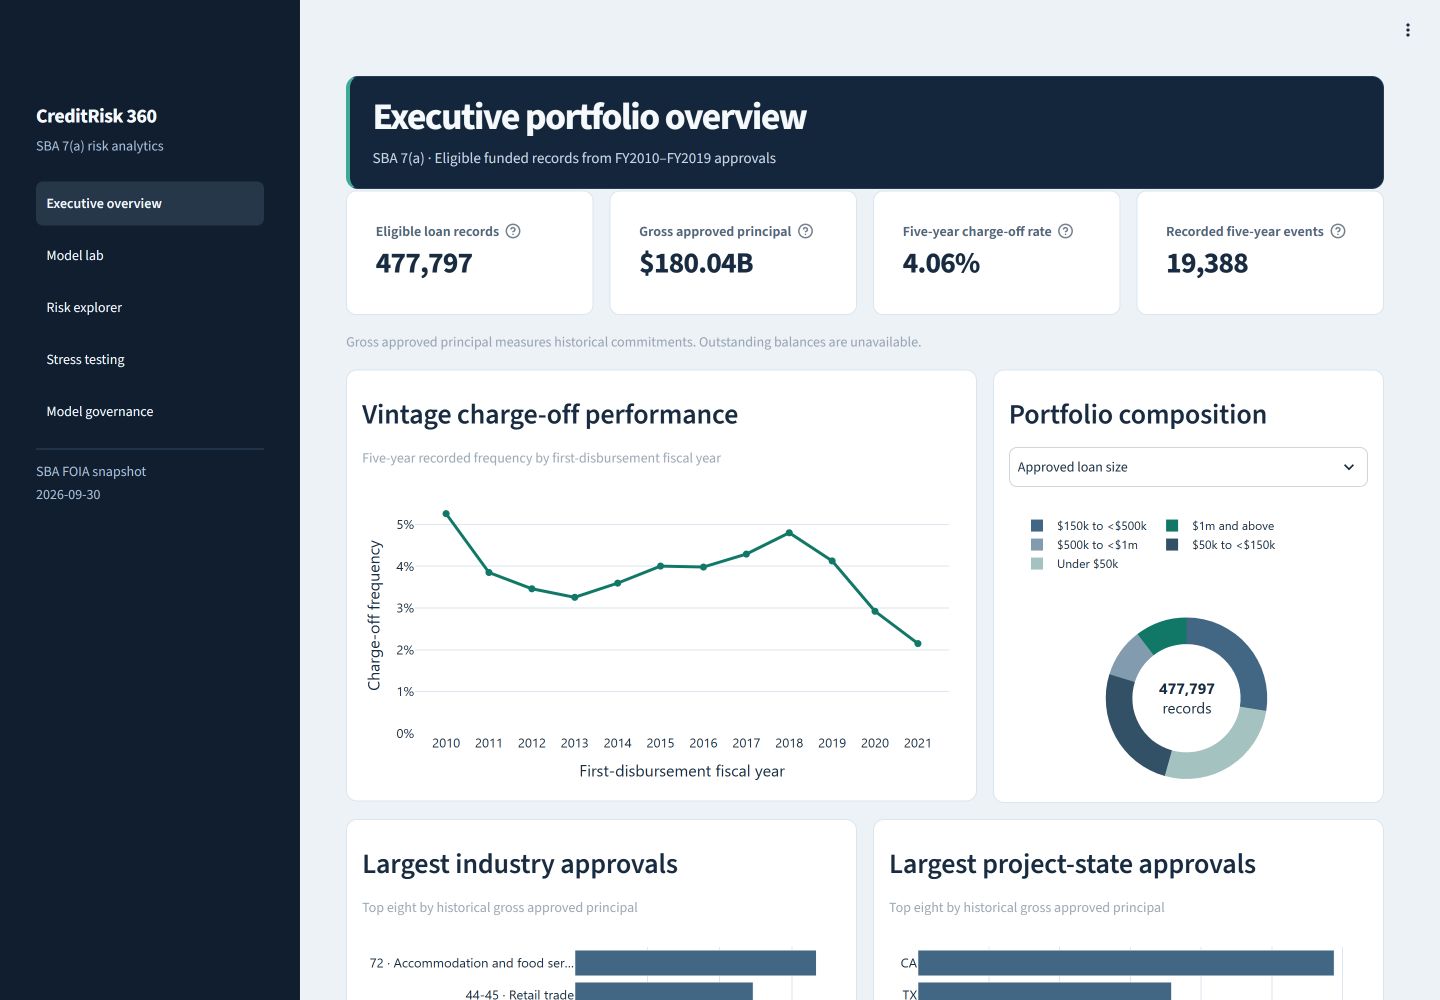 CreditRisk 360
SBA 7(a) risk analytics
Executive overview
Model lab
Risk explorer
Stress testing
Model governance
SBA FOIA snapshot
2026-09-30
Executive portfolio overview
SBA 7(a) · Eligible funded records from FY2010–FY2019 approvals
Eligible loan records
477,797
Gross approved principal
$180.04B
Five-year charge-off rate
4.06%
Recorded five-year events
19,388
Gross approved principal measures historical commitments. Outstanding balances are unavailable.
Vintage charge-off performance
Five-year recorded frequency by first-disbursement fiscal year
Charge-off frequency
5%
4%
3%
2%
1%
0%
2010 2011 2012 2013 2014 2015 2016 2017 2018 2019 2020 2021
First-disbursement fiscal year
Portfolio composition
Approved loan size
$150k to <$500k $1m and above
$500k to <$1m $50k to <$150k
Under $50k
477,797
records
Largest industry approvals
Top eight by historical gross approved principal
72 · Accommodation and food ser...
44-45 · Retail trade
Largest project-state approvals
Top eight by historical gross approved principal
CA
TX